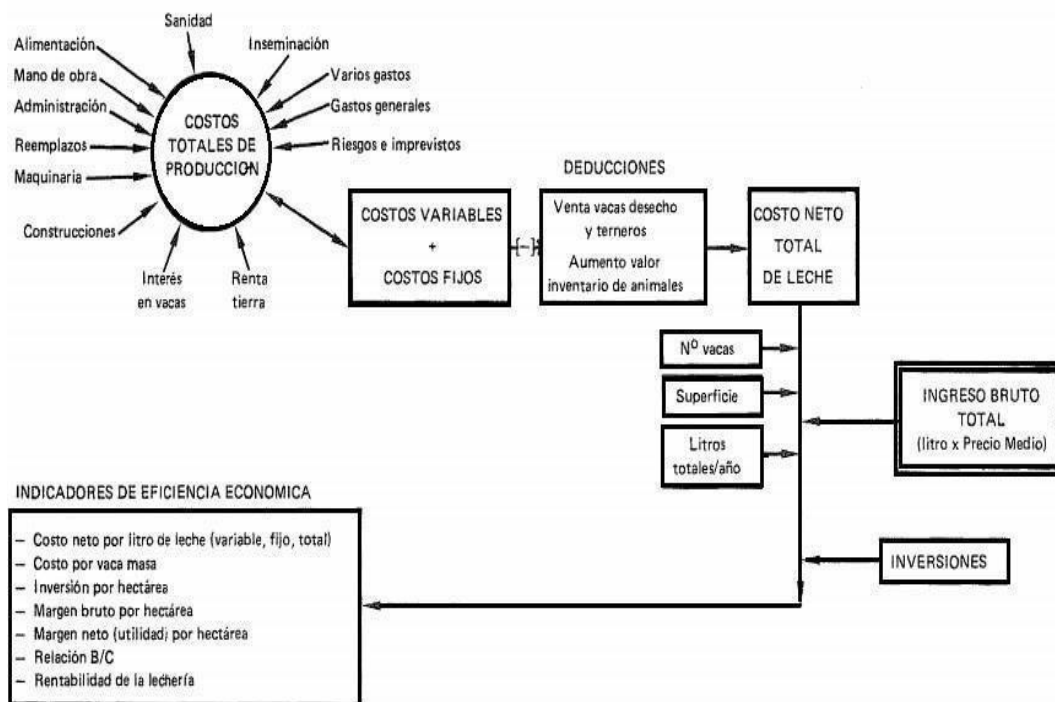 Sanidad
Alimentación
Inseminación
Mano de obra
Varios gastos
Administración
Gastos generales
Reemplazos
Riesgos e imprevistos
Maquinaria
Construcciones
Interés
en vacas
Renta
tierra
COSTOS
TOTALES DE
PRODUCCION
COSTOS VARIABLES
+
COSTOS FIJOS
(-)
DEDUCCIONES
Venta vacas desecho
y terneros
Aumento valor
inventario de animales
COSTO NETO
TOTAL
DE LECHE
Nº vacas
Superficie
Litros
totales/año
INGRESO BRUTO
TOTAL
(litro x Precio Medio)
INVERSIONES
INDICADORES DE EFICIENCIA ECONOMICA
— Costo neto por litro de leche (variable, fijo, total)
— Costo por vaca masa
— Inversión por hectárea
— Margen bruto por hectárea
— Margen neto (utilidad) por hectárea
— Relación B/C
— Rentabilidad de la lechería